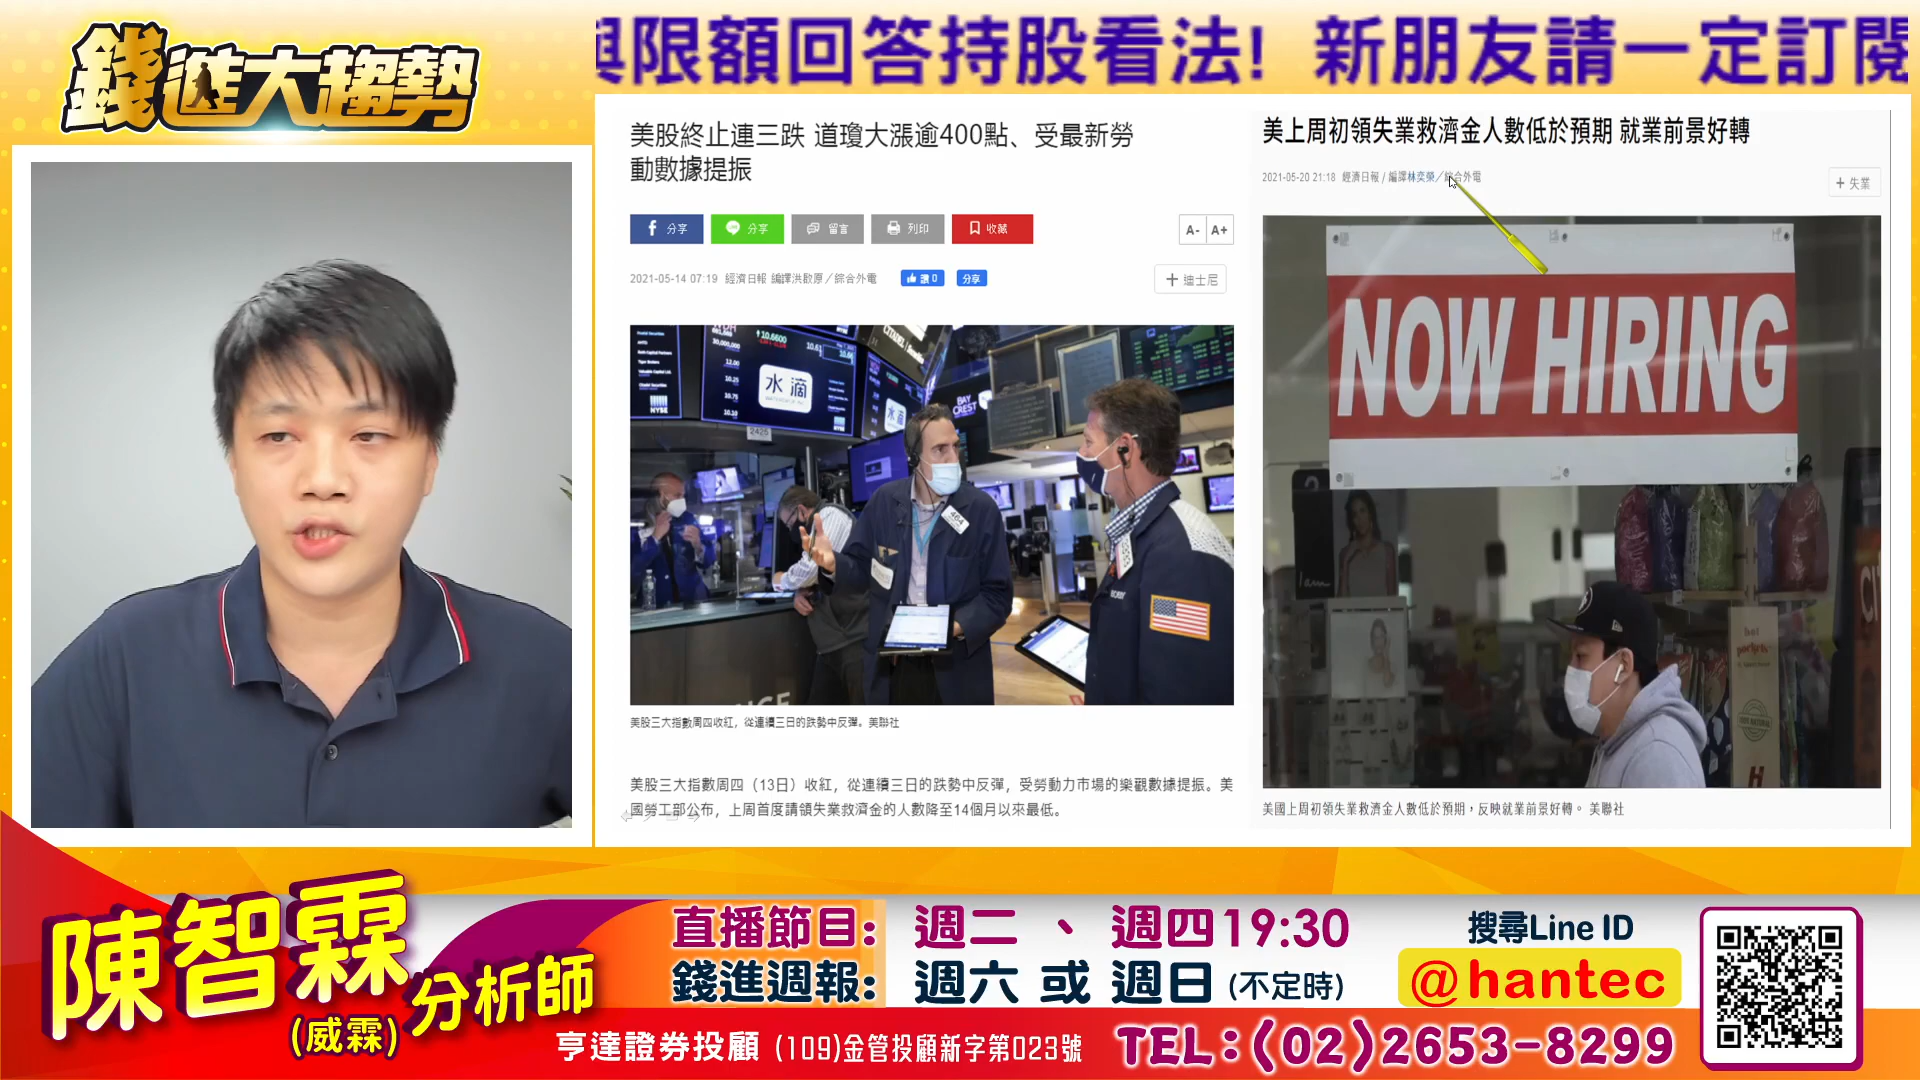 錢進大趨勢
與限額回答持股看法! 新朋友請一定訂閱
美股終止連三跌 道瓊大漲逾400點、受最新勞
動數據提振
分享
分享
留言
列印
收藏
A- A+
2021-05-14 07:19 經濟日報 編譯洪啟原／綜合外電
讚 0
分享
+ 迪士尼
水滴
2425
NYSE
BAY CREST
464
美股三大指數周四收紅，從連續三日的跌勢中反彈。美聯社
美股三大指數周四（13日）收紅，從連續三日的跌勢中反彈，受勞動力市場的樂觀數據提振。美
國勞工部公布，上周首度請領失業救濟金的人數降至14個月以來最低。
美上周初領失業救濟金人數低於預期 就業前景好轉
2021-05-20 21:18 經濟日報 / 編譯林奕榮／綜合外電
+ 失業
NOW HIRING
美國上周初領失業救濟金人數低於預期，反映就業前景好轉。 美聯社
陳智霖
(威霖)
分析師
直播節目: 週二 、 週四19:30
錢進週報: 週六 或 週日 (不定時)
搜尋Line ID
@hantec
亨達證券投顧 (109)金管投顧新字第023號
TEL:(02)2653-8299